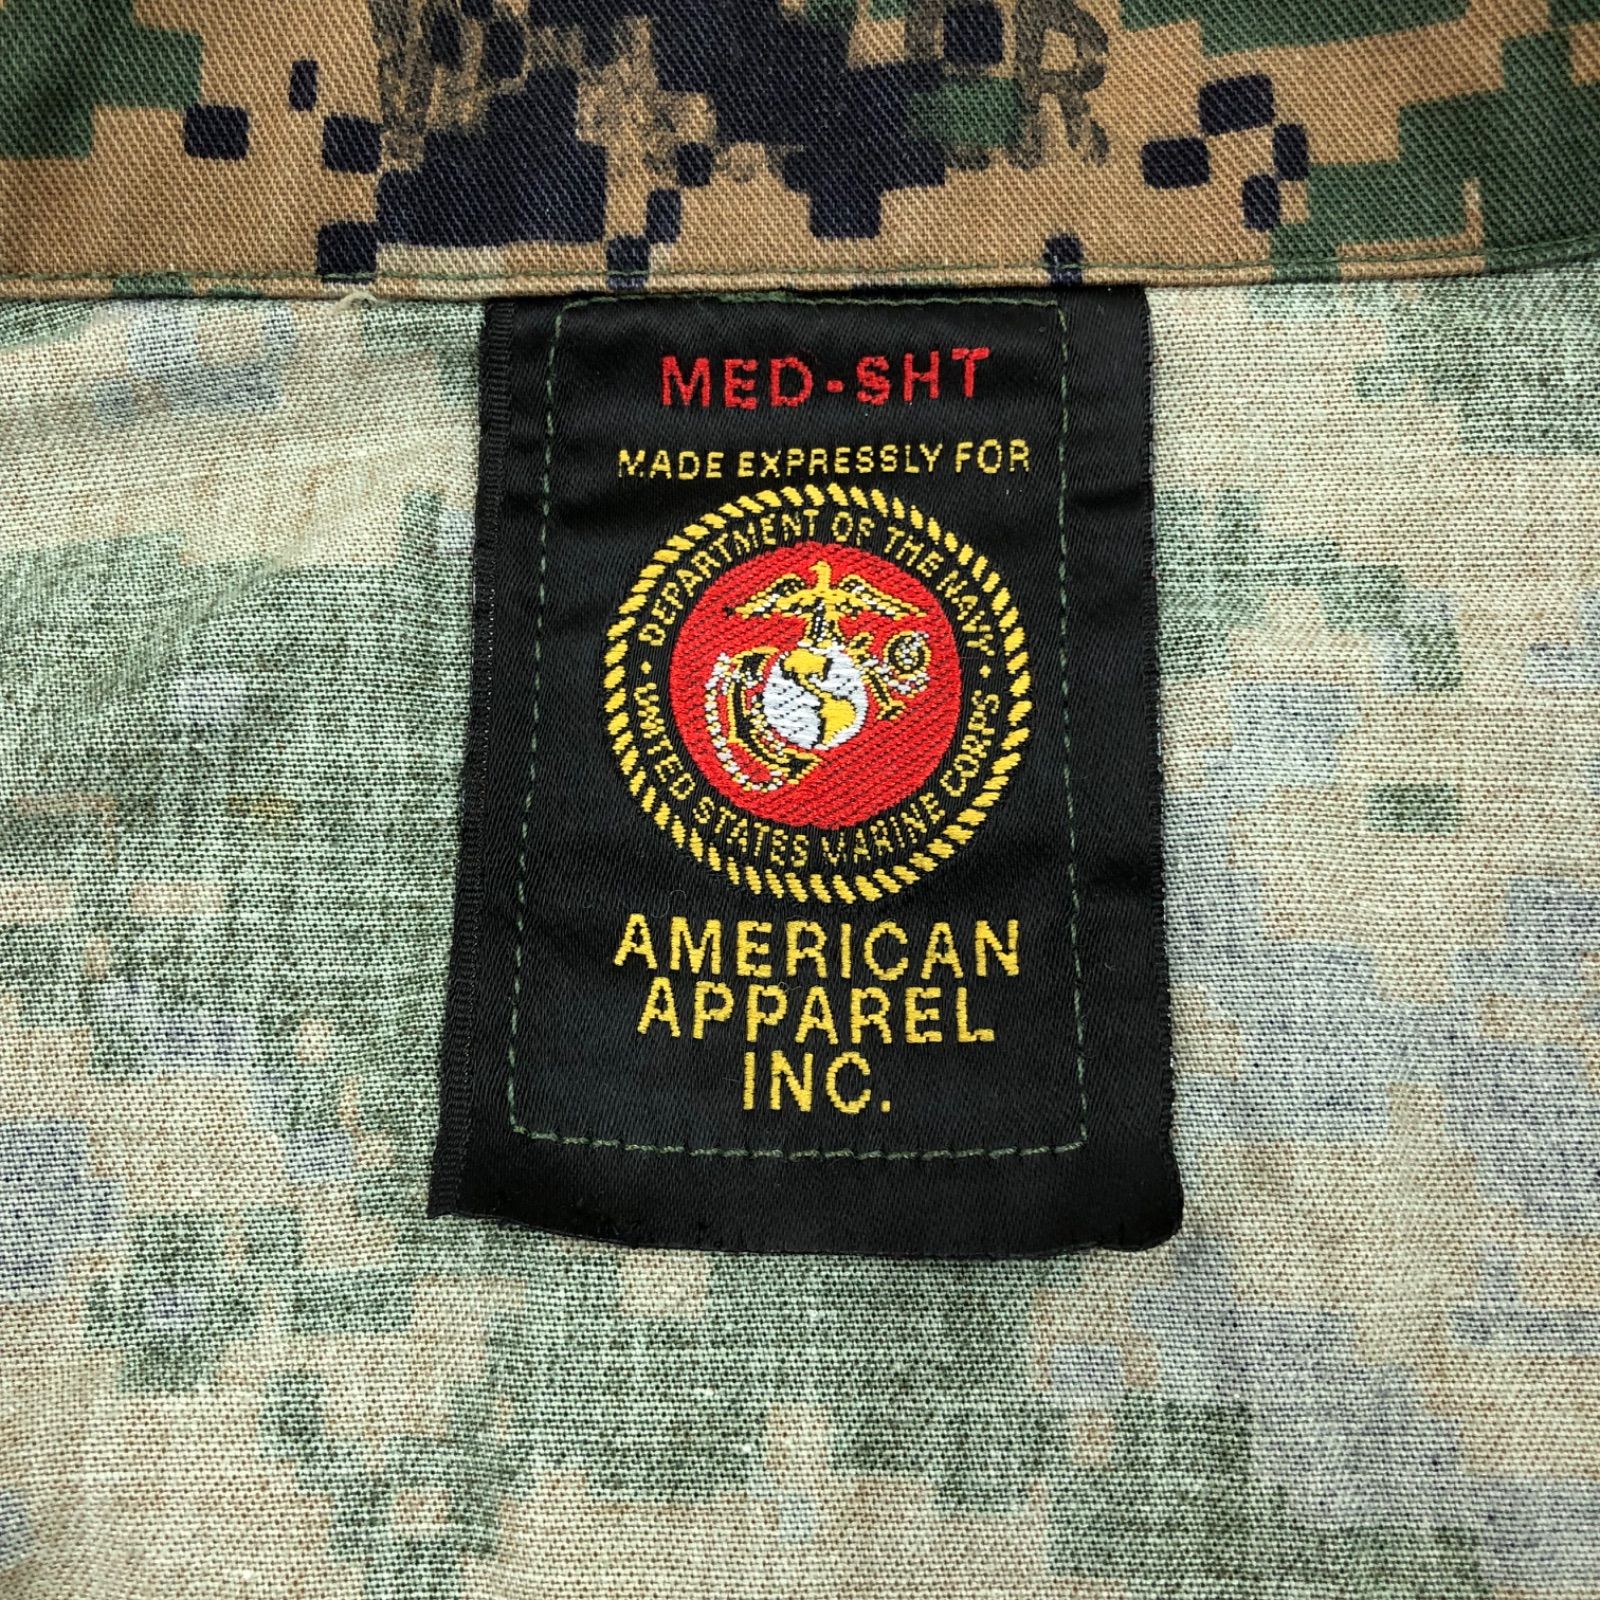 MED-SHT
MADE EXPRESSLY FOR
DEPARTMENT OF THE NAVY
UNITED STATES MARINE CORPS
AMERICAN
APPAREL
INC.